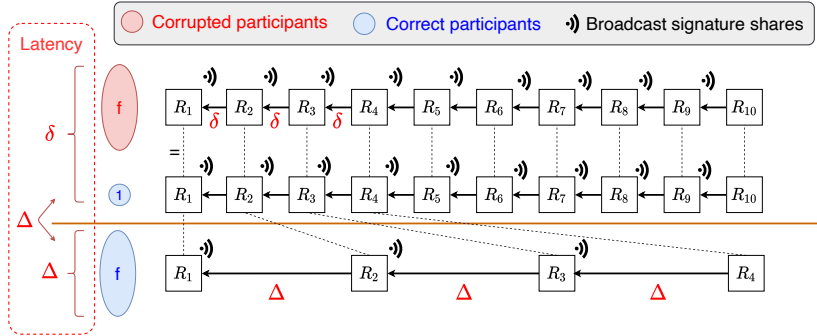 Corrupted participants Correct participants Broadcast signature shares
Latency
f R₁ R₂ R₃ R₄ R₅ R₆ R₇ R₈ R₉ R₁₀
δ δ δ δ
=
1 R₁ R₂ R₃ R₄ R₅ R₆ R₇ R₈ R₉ R₁₀
Δ
Δ f R₁ R₂ R₃ R₄
Δ Δ Δ